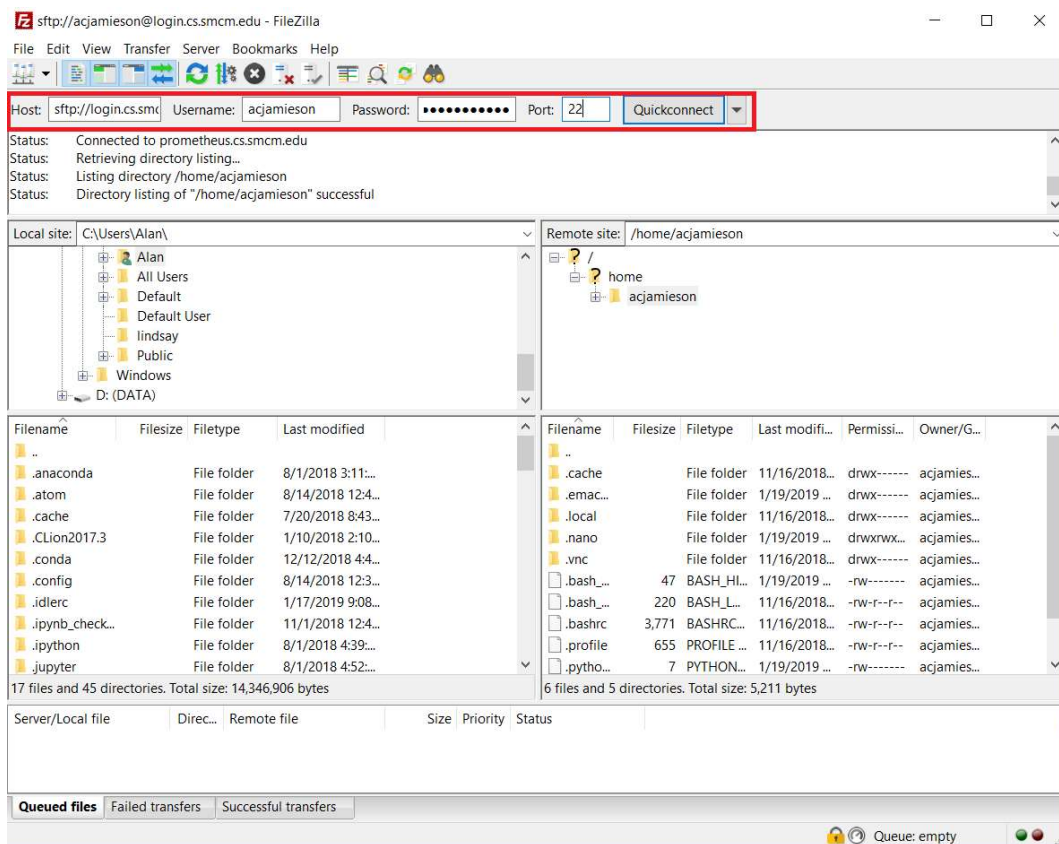 sftp://acjamieson@login.cs.smcm.edu - FileZilla
File Edit View Transfer Server Bookmarks Help
Host: sftp://login.cs.smc Username: acjamieson Password: ●●●●●●●●●●● Port: 22 Quickconnect
Status: Connected to prometheus.cs.smcm.edu
Status: Retrieving directory listing...
Status: Listing directory /home/acjamieson
Status: Directory listing of "/home/acjamieson" successful
Local site: C:\Users\Alan\
Alan
All Users
Default
Default User
lindsay
Public
Windows
D: (DATA)
Remote site: /home/acjamieson
/
home
acjamieson
Filename Filesize Filetype Last modified
..
.anaconda File folder 8/1/2018 3:11:...
.atom File folder 8/14/2018 12:4...
.cache File folder 7/20/2018 8:43...
.CLion2017.3 File folder 1/10/2018 2:10...
.conda File folder 12/12/2018 4:4...
.config File folder 8/14/2018 12:3...
.idlerc File folder 1/17/2019 9:08...
.ipynb_check... File folder 11/1/2018 12:4...
.ipython File folder 8/1/2018 4:39:...
.jupyter File folder 8/1/2018 4:52:...
17 files and 45 directories. Total size: 14,346,906 bytes
Filename Filesize Filetype Last modifi... Permissi... Owner/G...
..
.cache File folder 11/16/2018... drwx------ acjamies...
.emac... File folder 1/19/2019 ... drwx------ acjamies...
.local File folder 11/16/2018... drwx------ acjamies...
.nano File folder 1/19/2019 ... drwxrwx... acjamies...
.vnc File folder 11/16/2018... drwx------ acjamies...
.bash_... 47 BASH_HI... 1/19/2019 ... -rw------- acjamies...
.bash_... 220 BASH_L... 11/16/2018... -rw-r--r-- acjamies...
.bashrc 3,771 BASHRC... 11/16/2018... -rw-r--r-- acjamies...
.profile 655 PROFILE ... 11/16/2018... -rw-r--r-- acjamies...
.pytho... 7 PYTHON... 1/19/2019 ... -rw------- acjamies...
6 files and 5 directories. Total size: 5,211 bytes
Server/Local file Direc... Remote file Size Priority Status
Queued files Failed transfers Successful transfers
Queue: empty